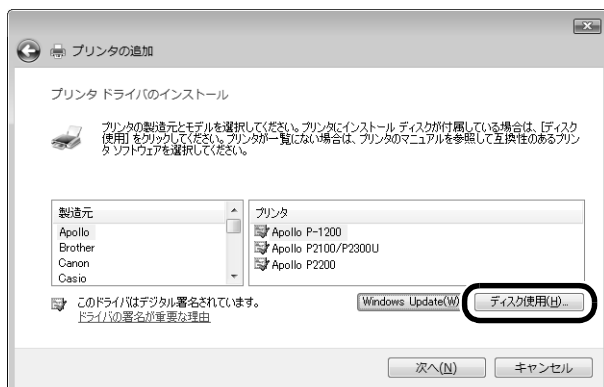 プリンタの追加
プリンタ ドライバのインストール
プリンタの製造元とモデルを選択してください。プリンタにインストール ディスクが付属している場合は、[ディスク
使用] をクリックしてください。プリンタが一覧にない場合は、プリンタのマニュアルを参照して互換性のあるプリン
タ ソフトウェアを選択してください。
製造元
Apollo
Brother
Canon
Casio
プリンタ
Apollo P-1200
Apollo P2100/P2300U
Apollo P2200
このドライバはデジタル署名されています。
ドライバの署名が重要な理由
Windows Update(W)
ディスク使用(H)...
次へ(N)
キャンセル